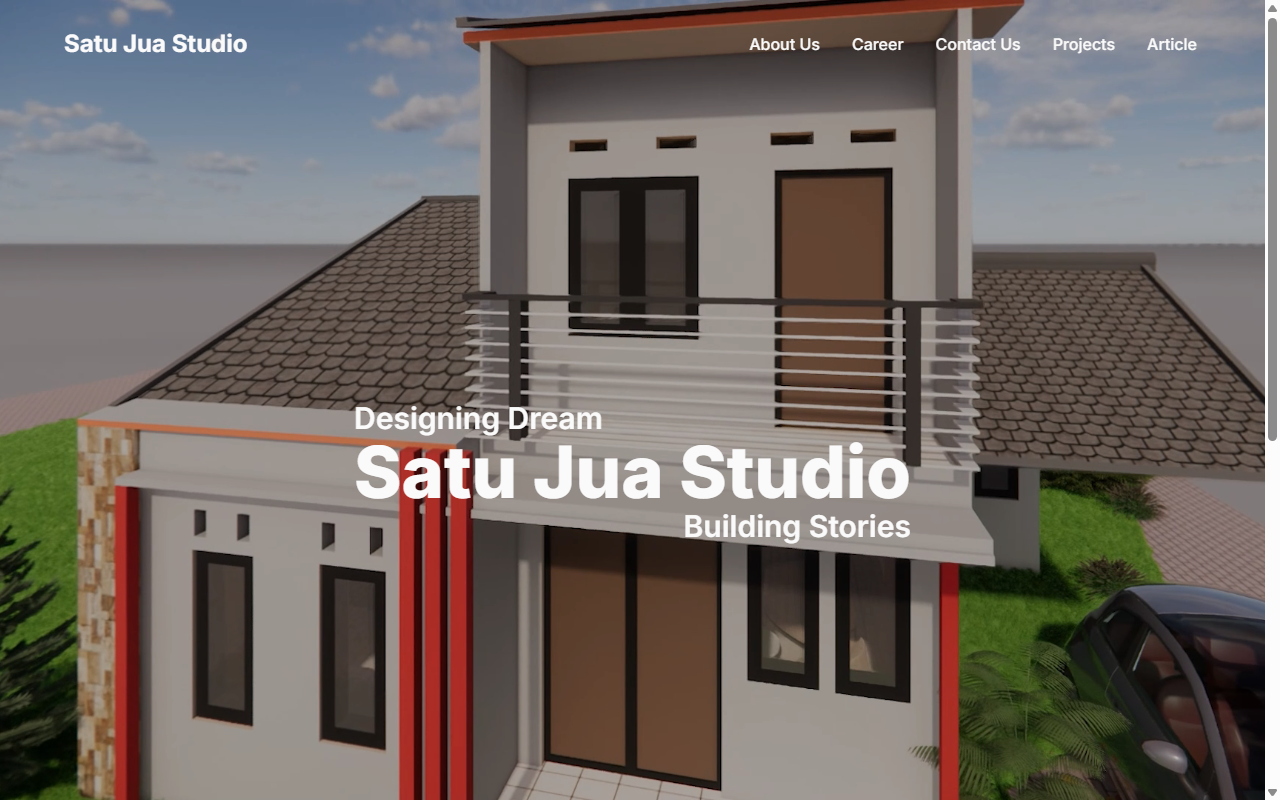 Satu Jua Studio
About Us
Career
Contact Us
Projects
Article
Designing Dream
Satu Jua Studio
Building Stories